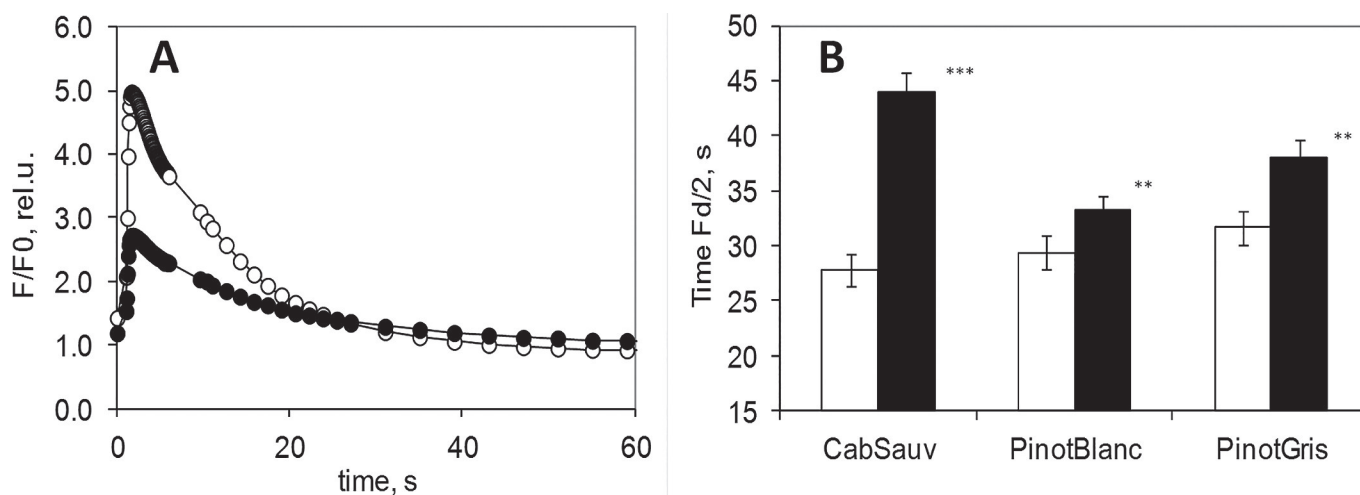 A
F/F0, rel.u.
6.0
5.0
4.0
3.0
2.0
1.0
0.0
0
20
40
60
time, s
B
Time Fd/2, s
50
45
40
35
30
25
20
15
***
**
**
CabSauv
PinotBlanc
PinotGris